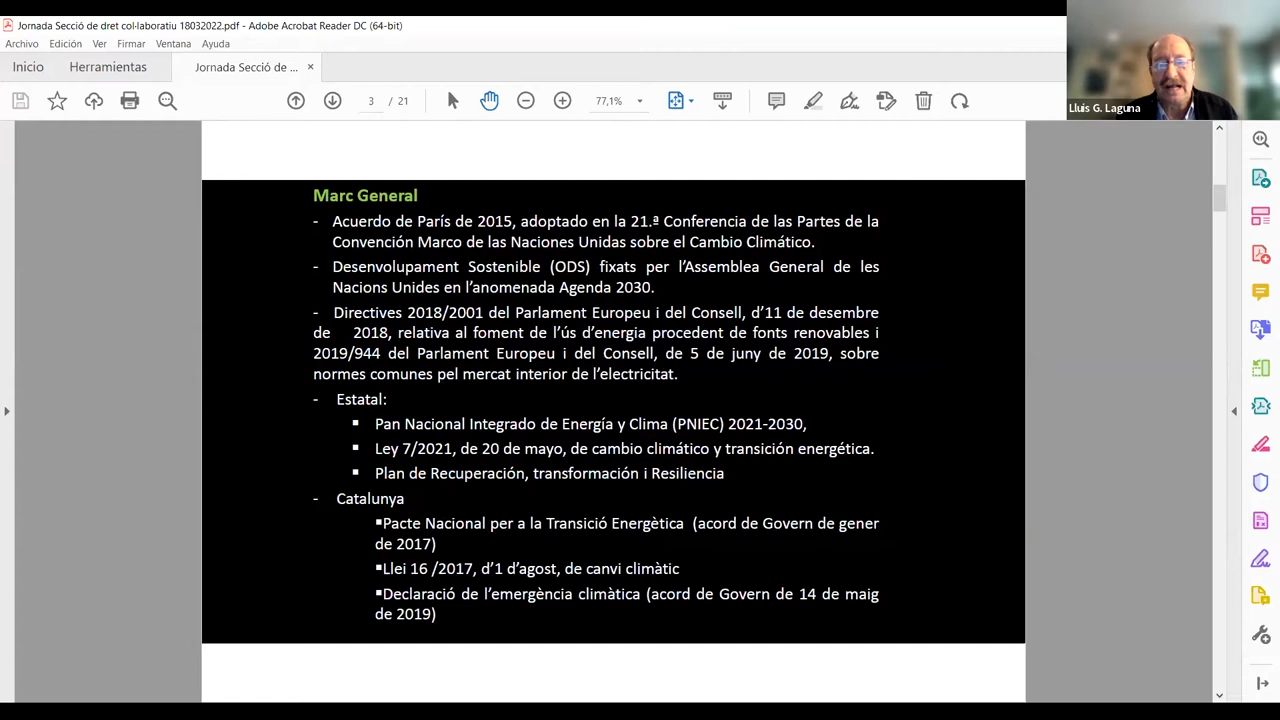 Jornada Secció de dret col·laboratiu 18032022.pdf - Adobe Acrobat Reader DC (64-bit)
Archivo Edición Ver Firmar Ventana Ayuda
Inicio Herramientas Jornada Secció de ... ×
3 / 21 77,1%
Lluis G. Laguna
Marc General
- Acuerdo de París de 2015, adoptado en la 21.ª Conferencia de las Partes de la
Convención Marco de las Naciones Unidas sobre el Cambio Climático.
- Desenvolupament Sostenible (ODS) fixats per l’Assemblea General de les
Nacions Unides en l’anomenada Agenda 2030.
- Directives 2018/2001 del Parlament Europeu i del Consell, d’11 de desembre
de 2018, relativa al foment de l’ús d’energia procedent de fonts renovables i
2019/944 del Parlament Europeu i del Consell, de 5 de juny de 2019, sobre
normes comunes pel mercat interior de l’electricitat.
- Estatal:
▪ Pan Nacional Integrado de Energía y Clima (PNIEC) 2021-2030,
▪ Ley 7/2021, de 20 de mayo, de cambio climático y transición energética.
▪ Plan de Recuperación, transformación i Resiliencia
- Catalunya
▪Pacte Nacional per a la Transició Energètica (acord de Govern de gener
de 2017)
▪Llei 16 /2017, d’1 d’agost, de canvi climàtic
▪Declaració de l’emergència climàtica (acord de Govern de 14 de maig
de 2019)